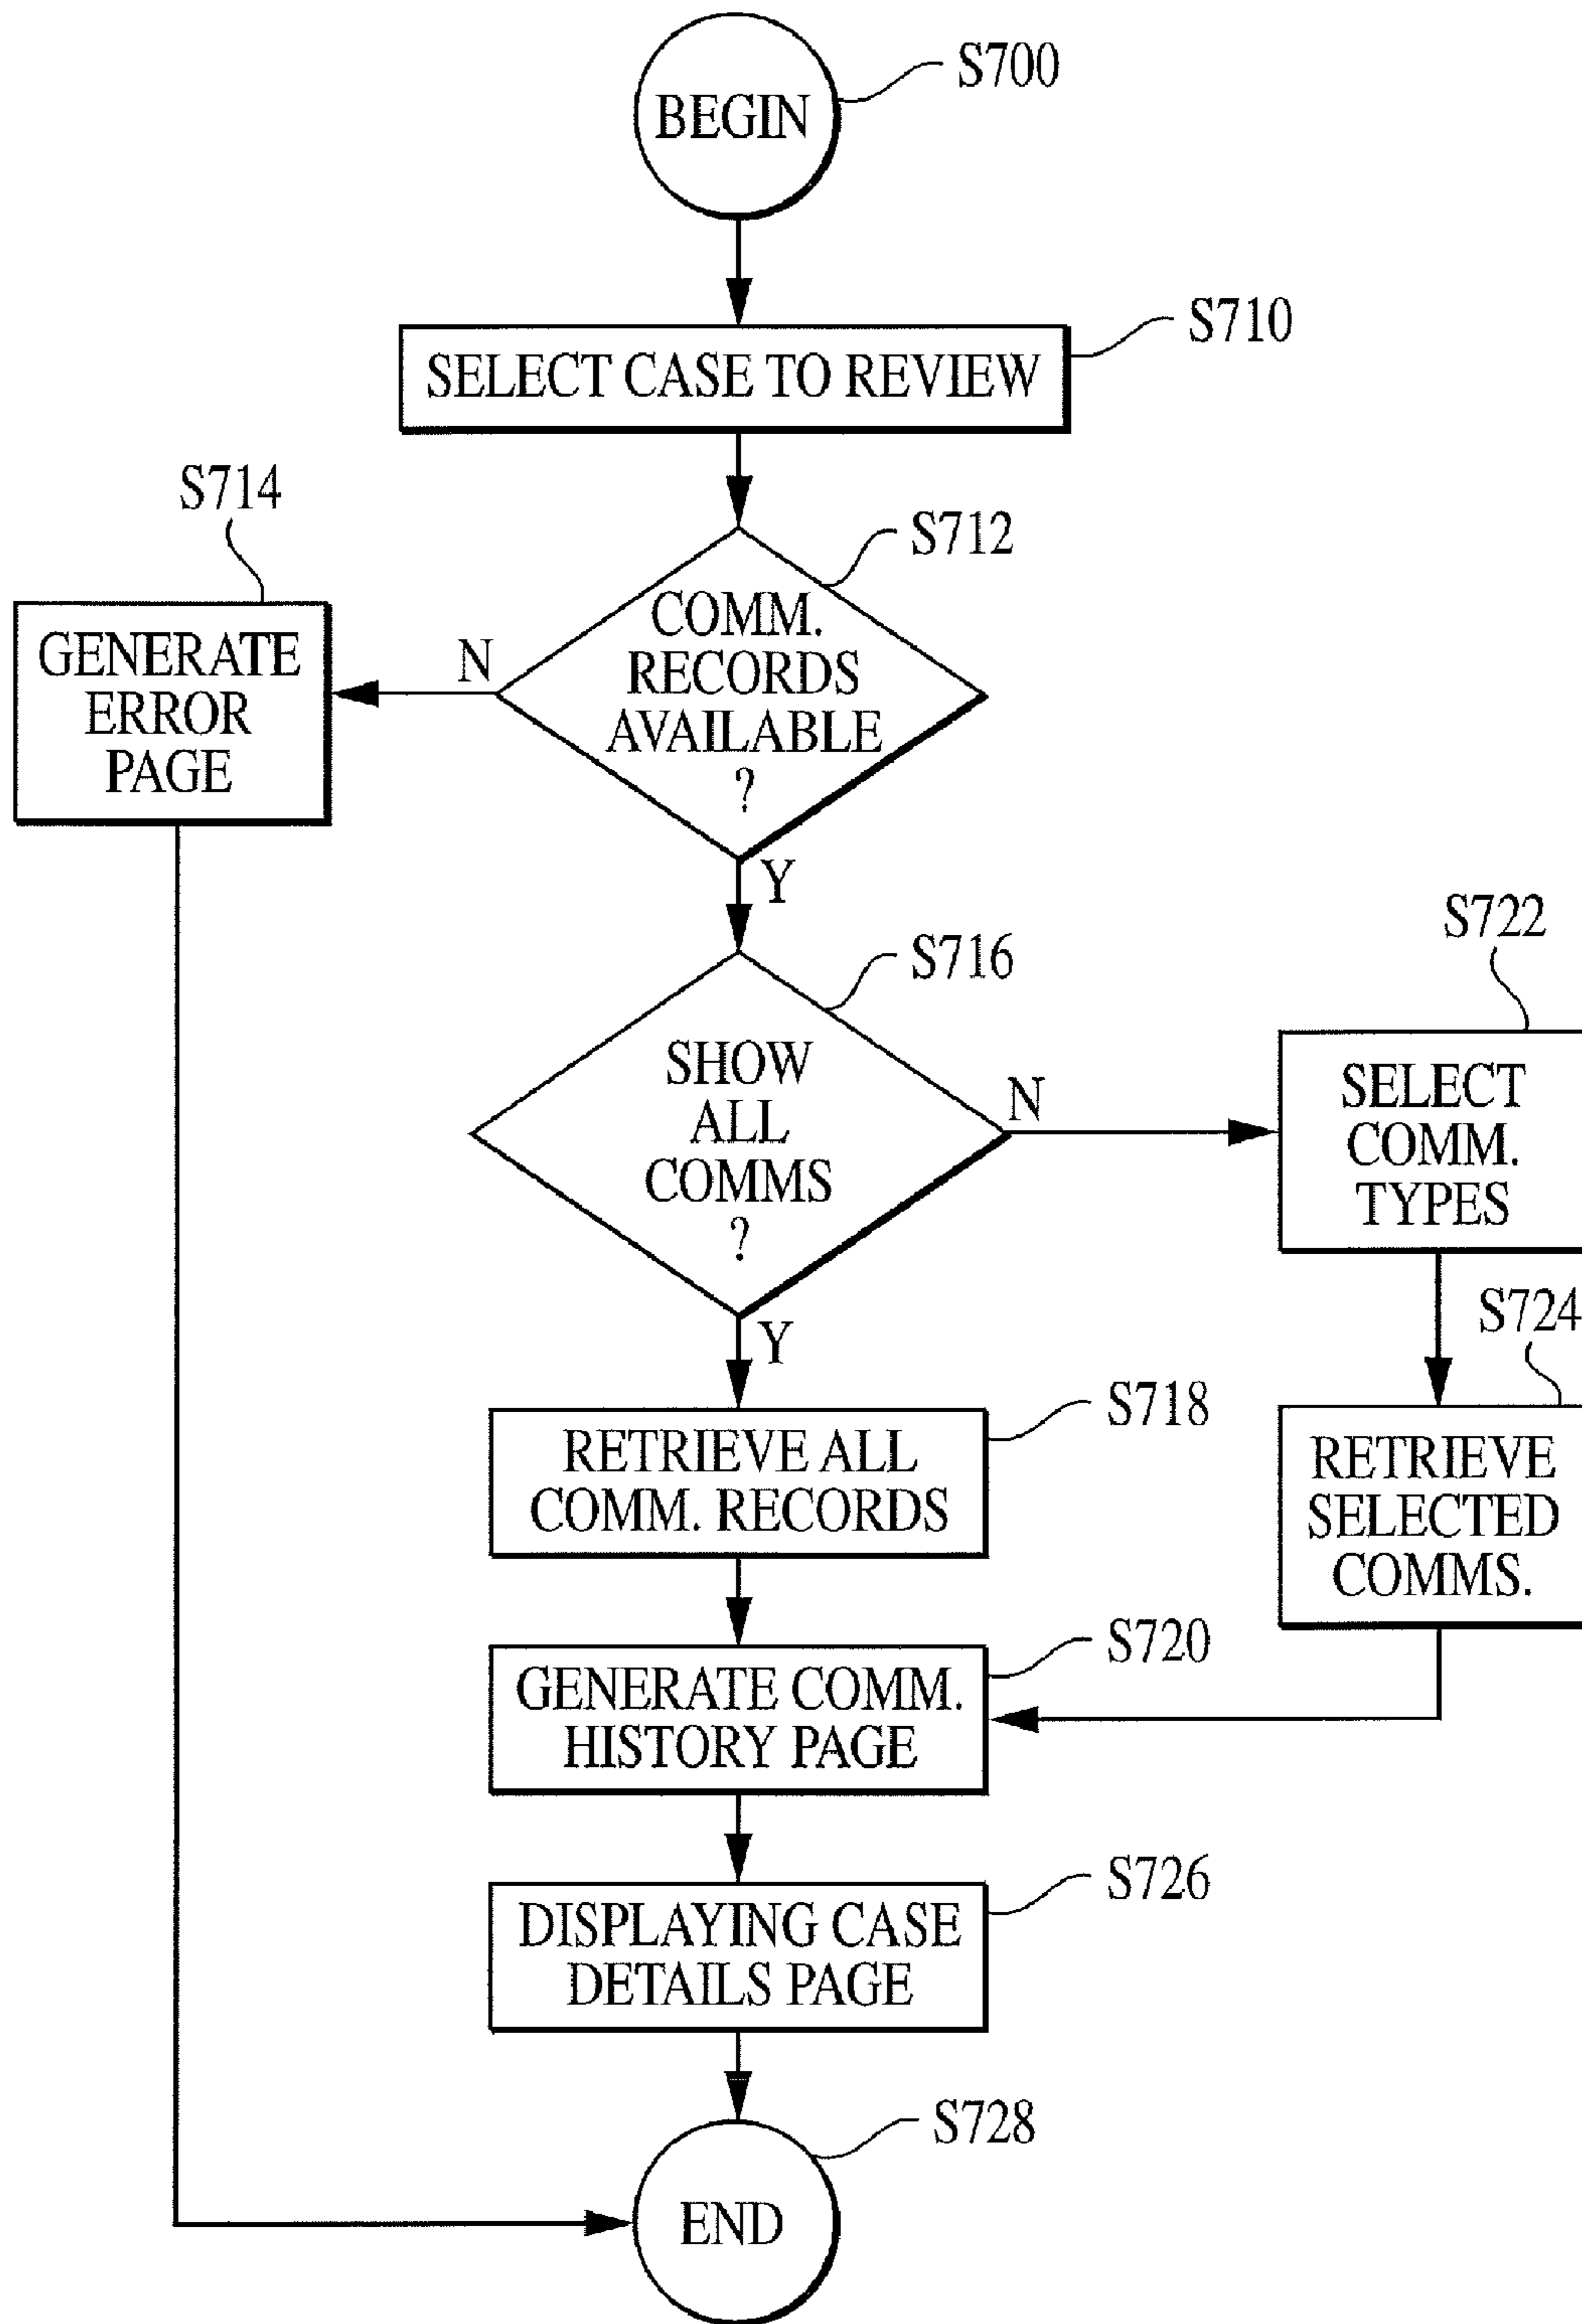 S700
BEGIN
S710
SELECT CASE TO REVIEW
S714
S712
GENERATE
ERROR
PAGE
N
COMM.
RECORDS
AVAILABLE
?
Y
S716
S722
SHOW
ALL
COMMS
?
N
SELECT
COMM.
TYPES
Y
S724
S718
RETRIEVE ALL
COMM. RECORDS
RETRIEVE
SELECTED
COMMS.
S720
GENERATE COMM.
HISTORY PAGE
S726
DISPLAYING CASE
DETAILS PAGE
S728
END